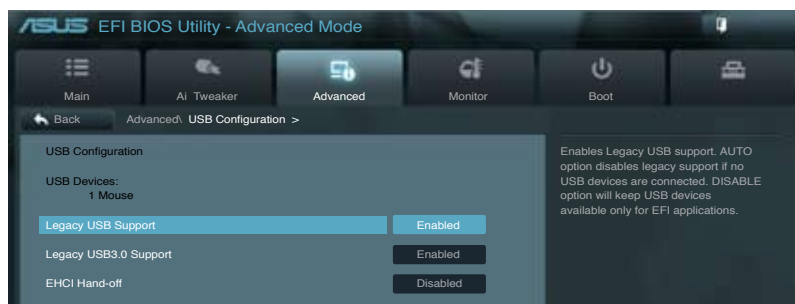 ASUS EFI BIOS Utility - Advanced Mode
Main Ai Tweaker Advanced Monitor Boot
Back Advanced\ USB Configuration >
USB Configuration
USB Devices:
1 Mouse
Legacy USB Support Enabled
Legacy USB3.0 Support Enabled
EHCI Hand-off Disabled
Enables Legacy USB support. AUTO
option disables legacy support if no
USB devices are connected. DISABLE
option will keep USB devices
available only for EFI applications.